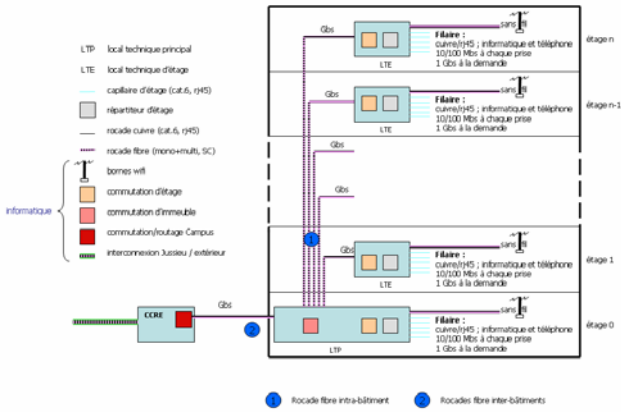 LTP local technique principal
LTE local technique d'étage
capillaire d'étage (cat.6, rj45)
répartiteur d'étage
rocade cuivre (cat.6, rj45)
rocade fibre (mono+multi, SC)
bornes wifi
informatique
commutation d'étage
commutation d'immeuble
commutation/routage Campus
interconnexion Jussieu / extérieur
Gbs
LTE
sans fil
Filaire :
cuivre/rj45 ; informatique et téléphone
10/100 Mbs à chaque prise
1 Gbs à la demande
étage n
Gbs
LTE
sans fil
Filaire :
cuivre/rj45 ; informatique et téléphone
10/100 Mbs à chaque prise
1 Gbs à la demande
étage n-1
Gbs
Gbs
1
Gbs
LTE
sans fil
Filaire :
cuivre/rj45 ; informatique et téléphone
10/100 Mbs à chaque prise
1 Gbs à la demande
étage 1
CCRE
Gbs
2
LTP
sans fil
Filaire :
cuivre/rj45 ; informatique et téléphone
10/100 Mbs à chaque prise
1 Gbs à la demande
étage 0
1 Rocade fibre intra-bâtiment
2 Rocades fibre inter-bâtiments